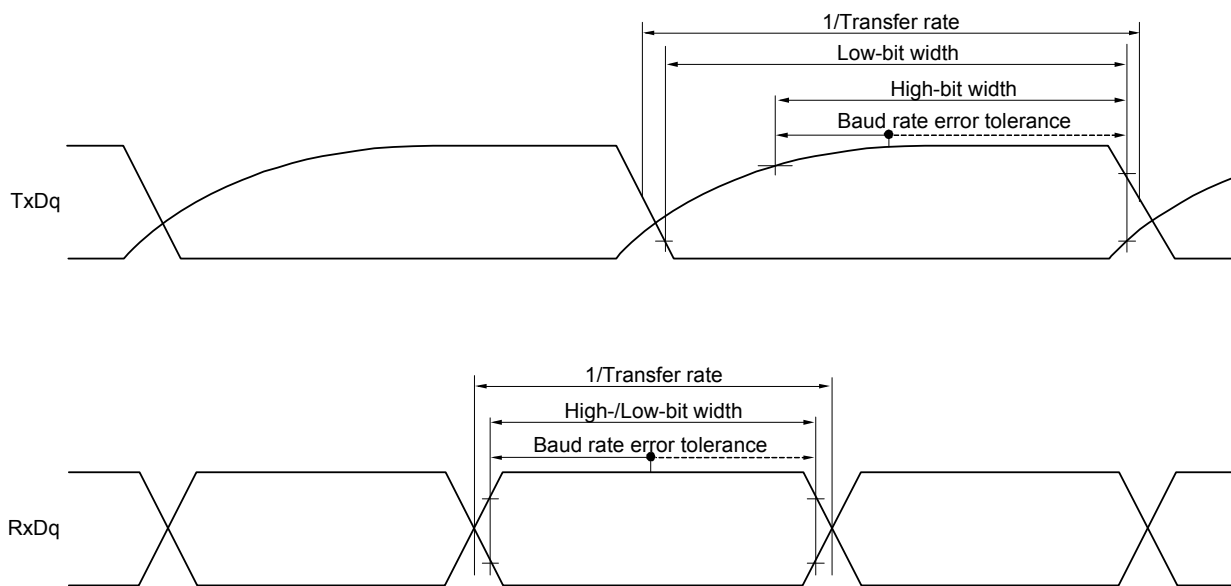 1/Transfer rate
Low-bit width
High-bit width
Baud rate error tolerance
TxDq
1/Transfer rate
High-/Low-bit width
Baud rate error tolerance
RxDq